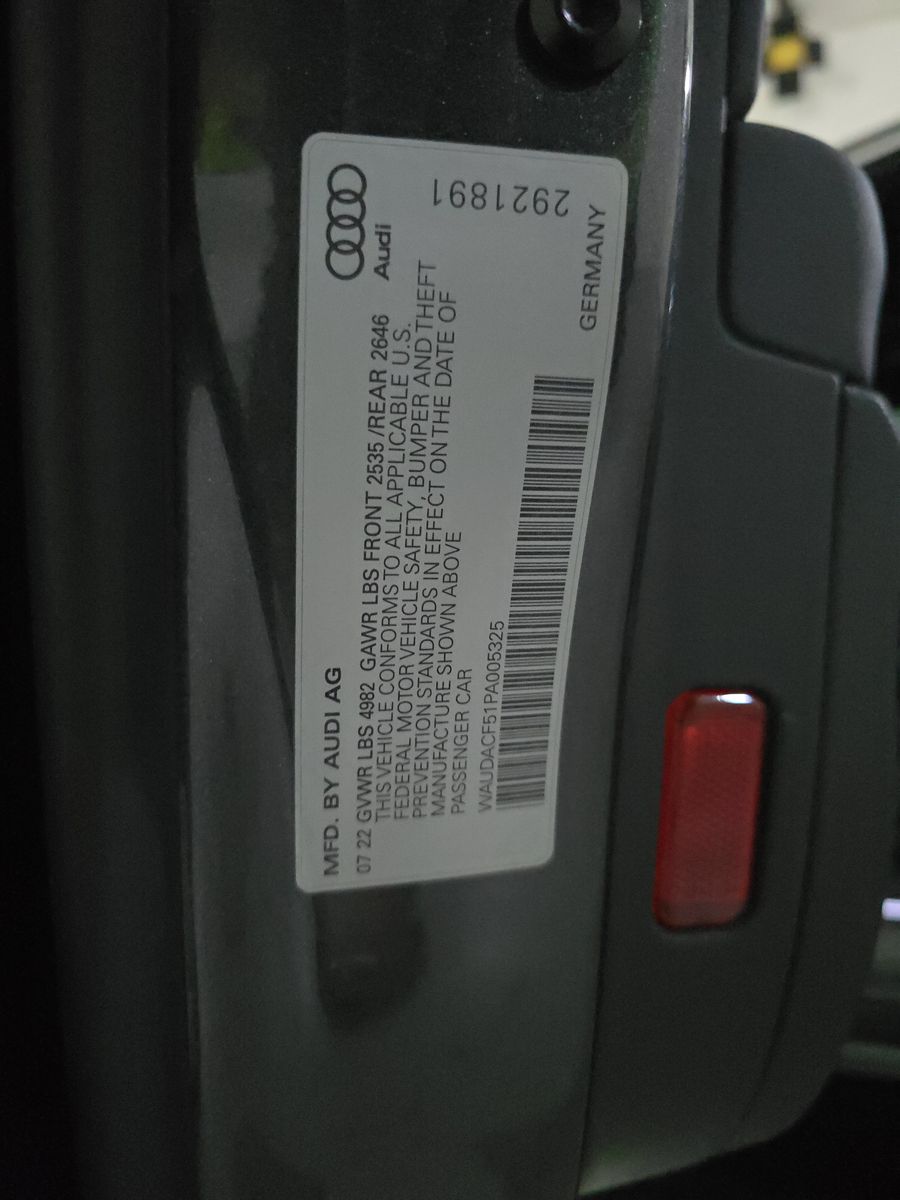 MFD. BY AUDI AG
Audi
07 22 GVWR LBS 4982 GAWR LBS FRONT 2535 /REAR 2646
THIS VEHICLE CONFORMS TO ALL APPLICABLE U.S.
FEDERAL MOTOR VEHICLE SAFETY, BUMPER AND THEFT
PREVENTION STANDARDS IN EFFECT ON THE DATE OF
MANUFACTURE SHOWN ABOVE
PASSENGER CAR
WAUDACF51PA005325
2921891
GERMANY